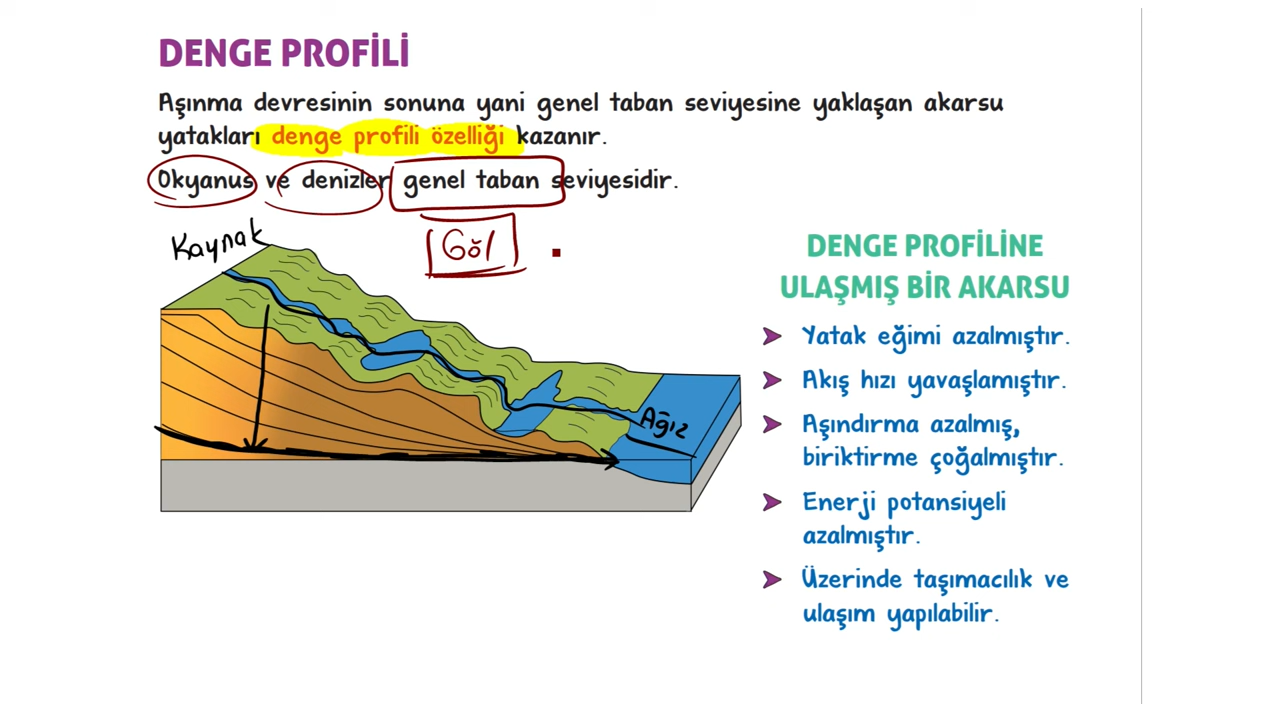 DENGE PROFİLİ
Aşınma devresinin sonuna yani genel taban seviyesine yaklaşan akarsu
yatakları denge profili özelliği kazanır.
Okyanus ve denizler genel taban seviyesidir.
Kaynak
Göl
Ağız
DENGE PROFİLİNE
ULAŞMIŞ BİR AKARSU
Yatak eğimi azalmıştır.
Akış hızı yavaşlamıştır.
Aşındırma azalmış,
biriktirme çoğalmıştır.
Enerji potansiyeli
azalmıştır.
Üzerinde taşımacılık ve
ulaşım yapılabilir.